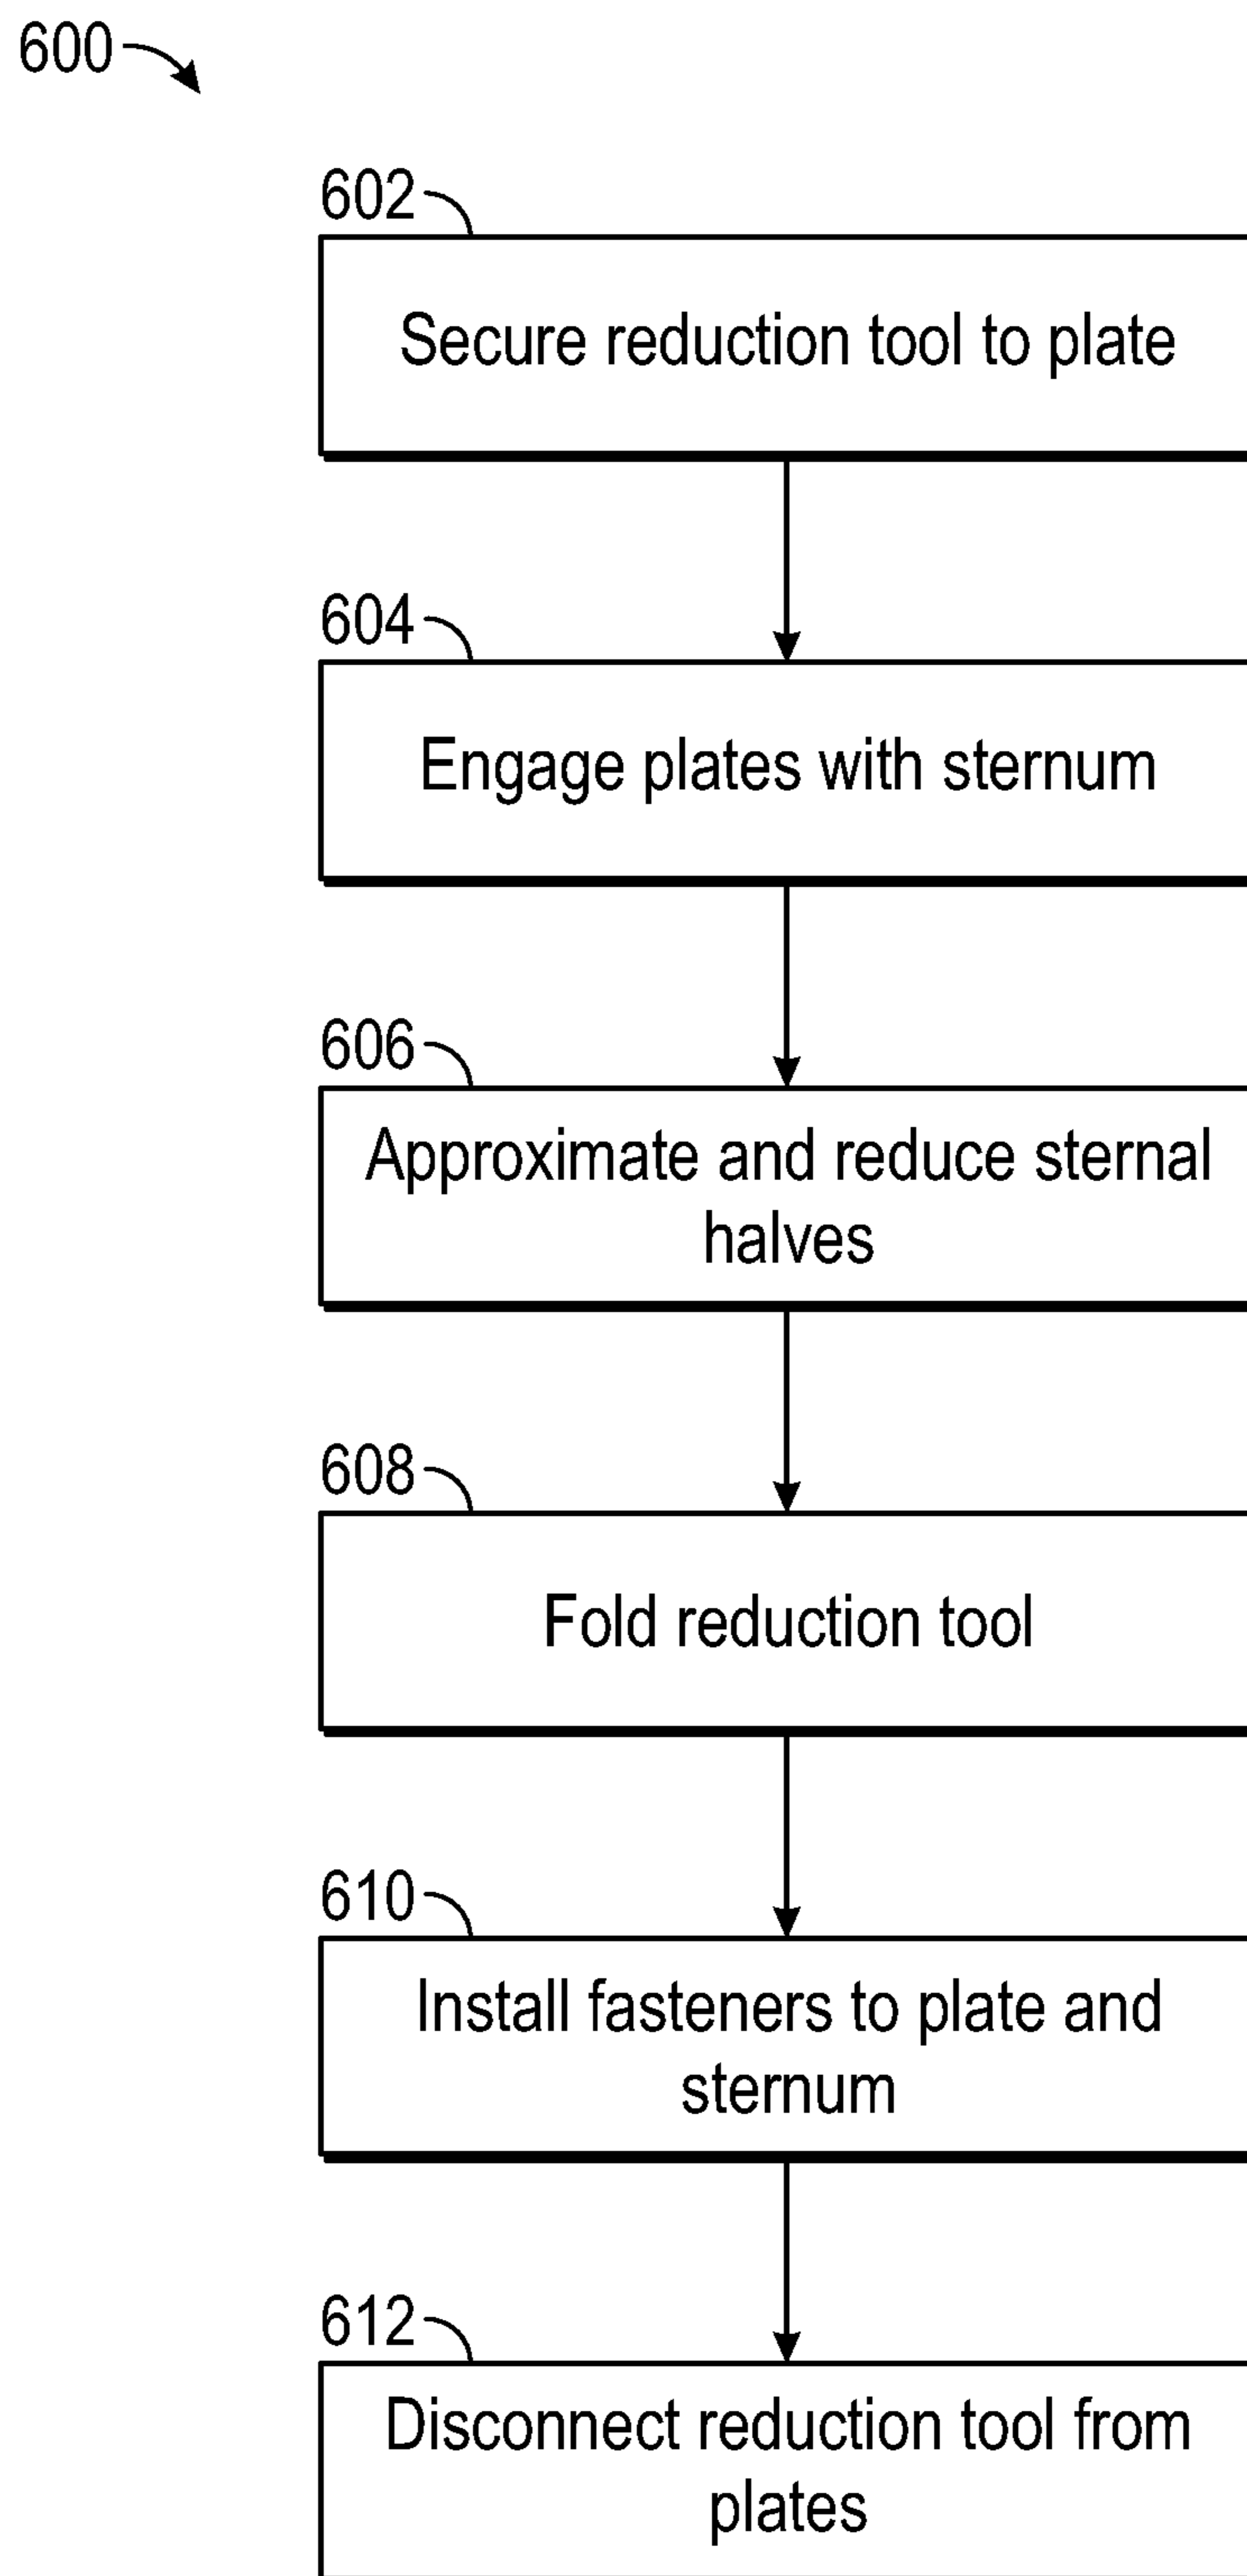 600
602
Secure reduction tool to plate
604
Engage plates with sternum
606
Approximate and reduce sternal
halves
608
Fold reduction tool
610
Install fasteners to plate and
sternum
612
Disconnect reduction tool from
plates